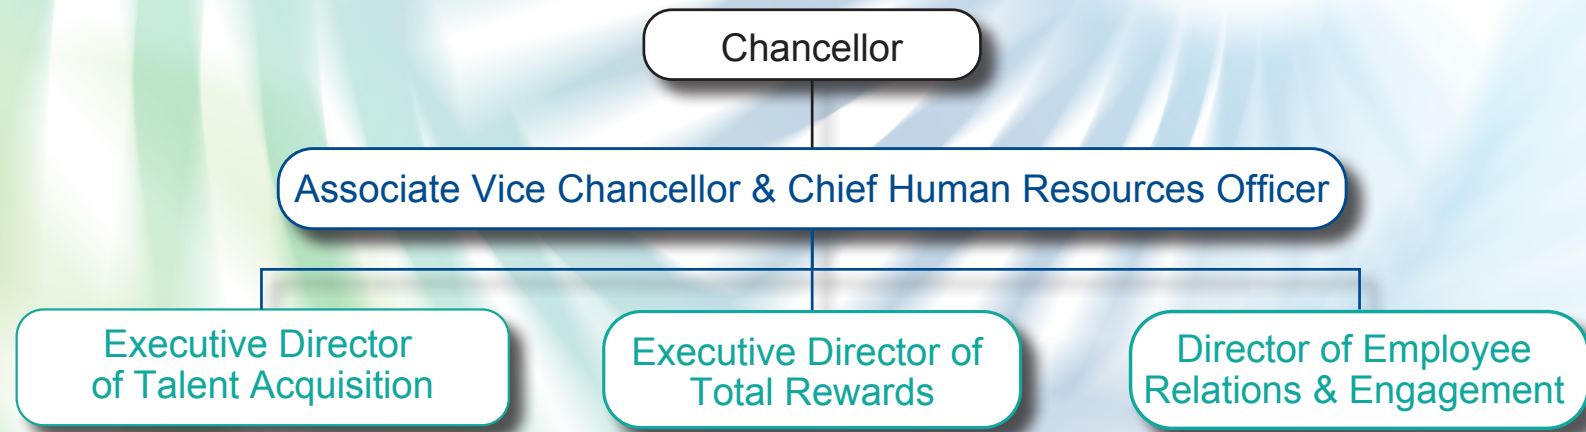 Chancellor
Associate Vice Chancellor & Chief Human Resources Officer
Executive Director
of Talent Acquisition
Executive Director of
Total Rewards
Director of Employee
Relations & Engagement